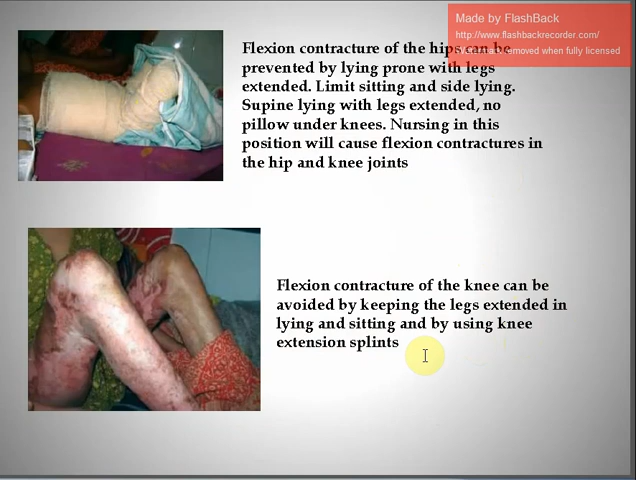 Made by FlashBack
http://www.flashbackrecorder.com/
removed when fully licensed
Flexion contracture of the hips can be
prevented by lying prone with legs
extended. Limit sitting and side lying.
Supine lying with legs extended, no
pillow under knees. Nursing in this
position will cause flexion contractures in
the hip and knee joints
Flexion contracture of the knee can be
avoided by keeping the legs extended in
lying and sitting and by using knee
extension splints